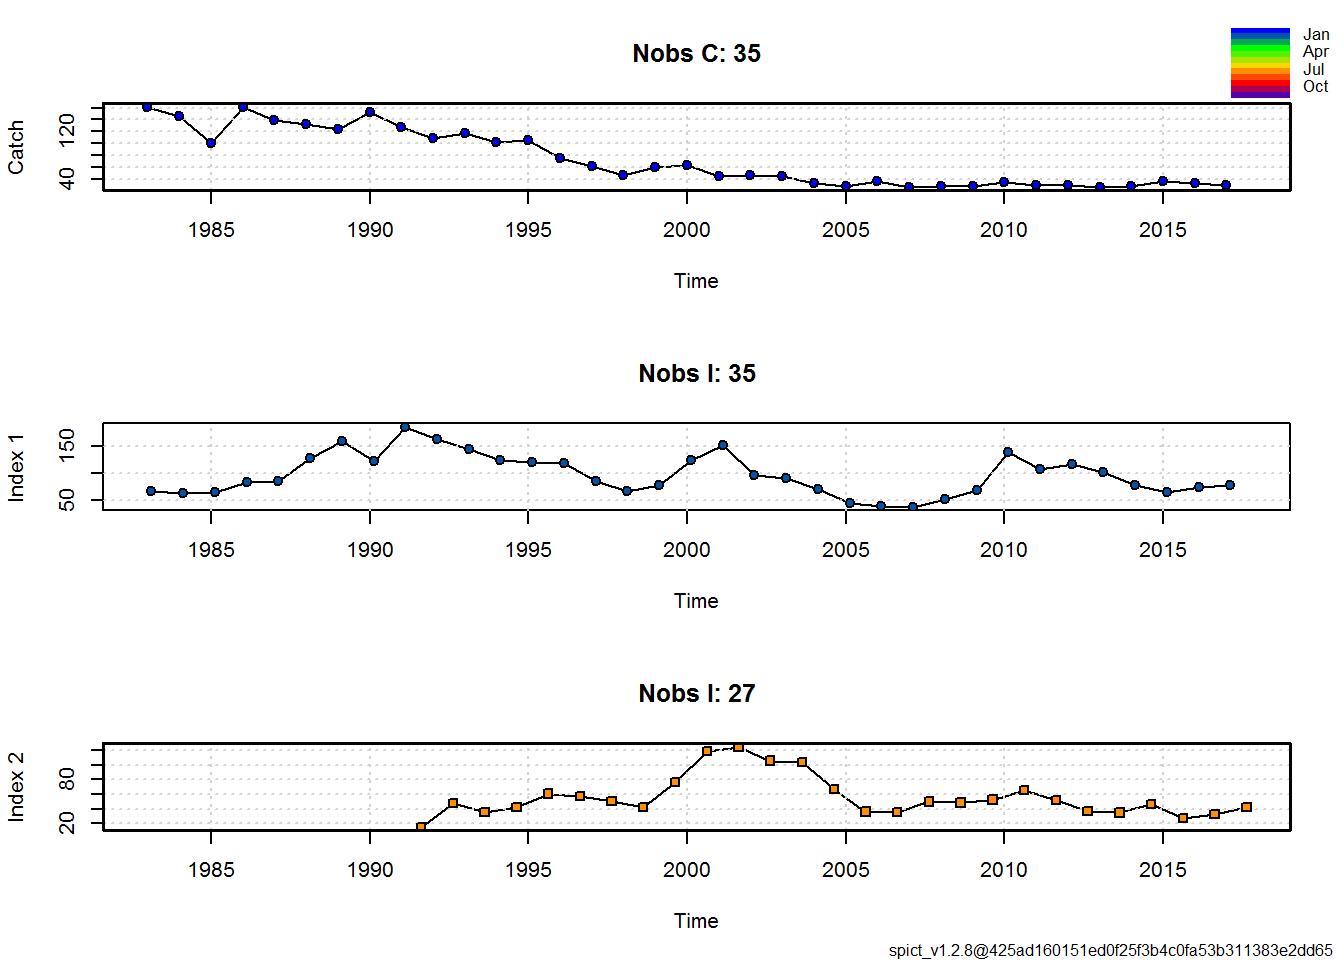 Nobs C: 35
Jan
Apr
Jul
Oct
Catch
120
40
1985 1990 1995 2000 2005 2010 2015
Time
Nobs I: 35
Index 1
150
50
1985 1990 1995 2000 2005 2010 2015
Time
Nobs I: 27
Index 2
80
20
1985 1990 1995 2000 2005 2010 2015
Time
spict_v1.2.8@425ad160151ed0f25f3b4c0fa53b311383e2dd65